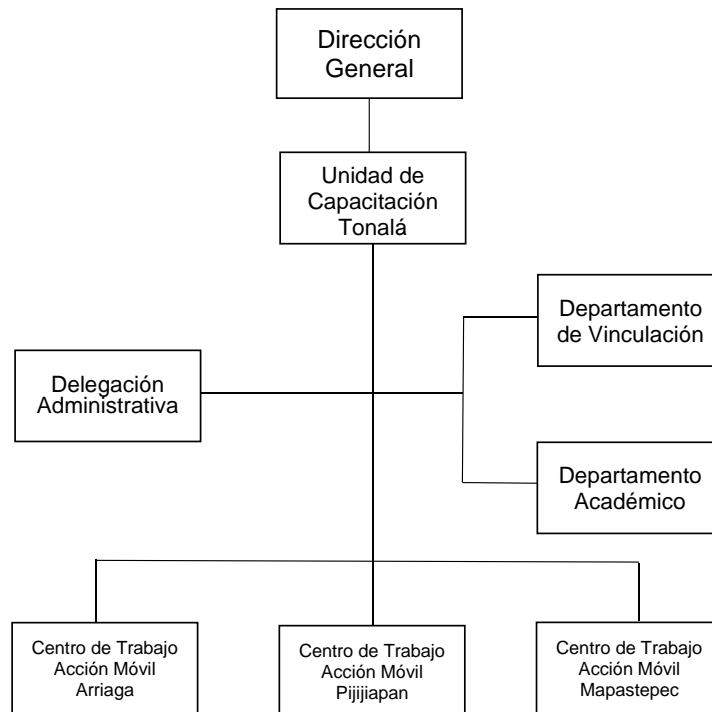 Dirección
General
Unidad de
Capacitación
Tonalá
Departamento
de Vinculación
Delegación
Administrativa
Departamento
Académico
Centro de Trabajo
Acción Móvil
Arriaga
Centro de Trabajo
Acción Móvil
Pijijiapan
Centro de Trabajo
Acción Móvil
Mapastepec